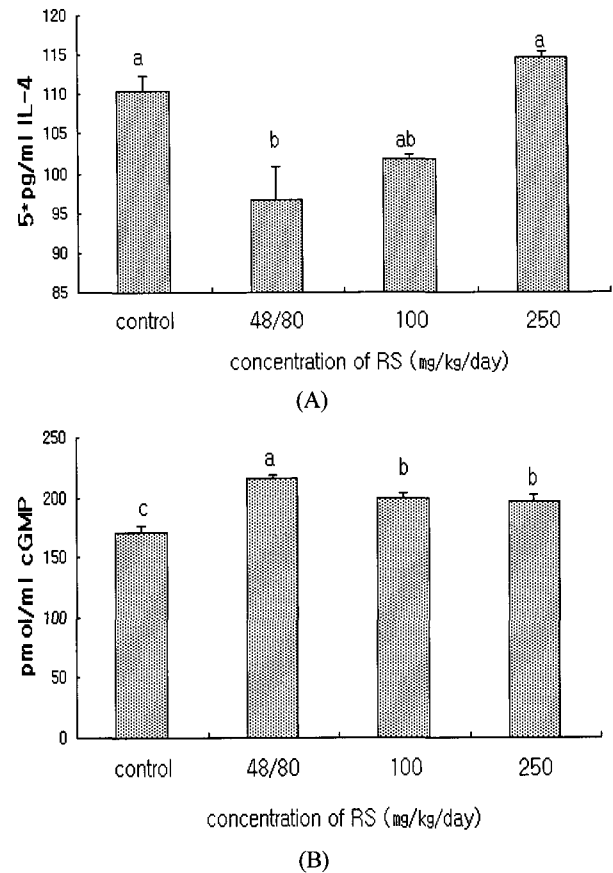 5*pg/ml IL-4
120
115
110
105
100
95
90
85
a
b
ab
a
control 48/80 100 250
concentration of RS (mg/kg/day)
(A)
pmol/ml cGMP
250
200
150
100
50
0
c
a
b
b
control 48/80 100 250
concentration of RS (mg/kg/day)
(B)